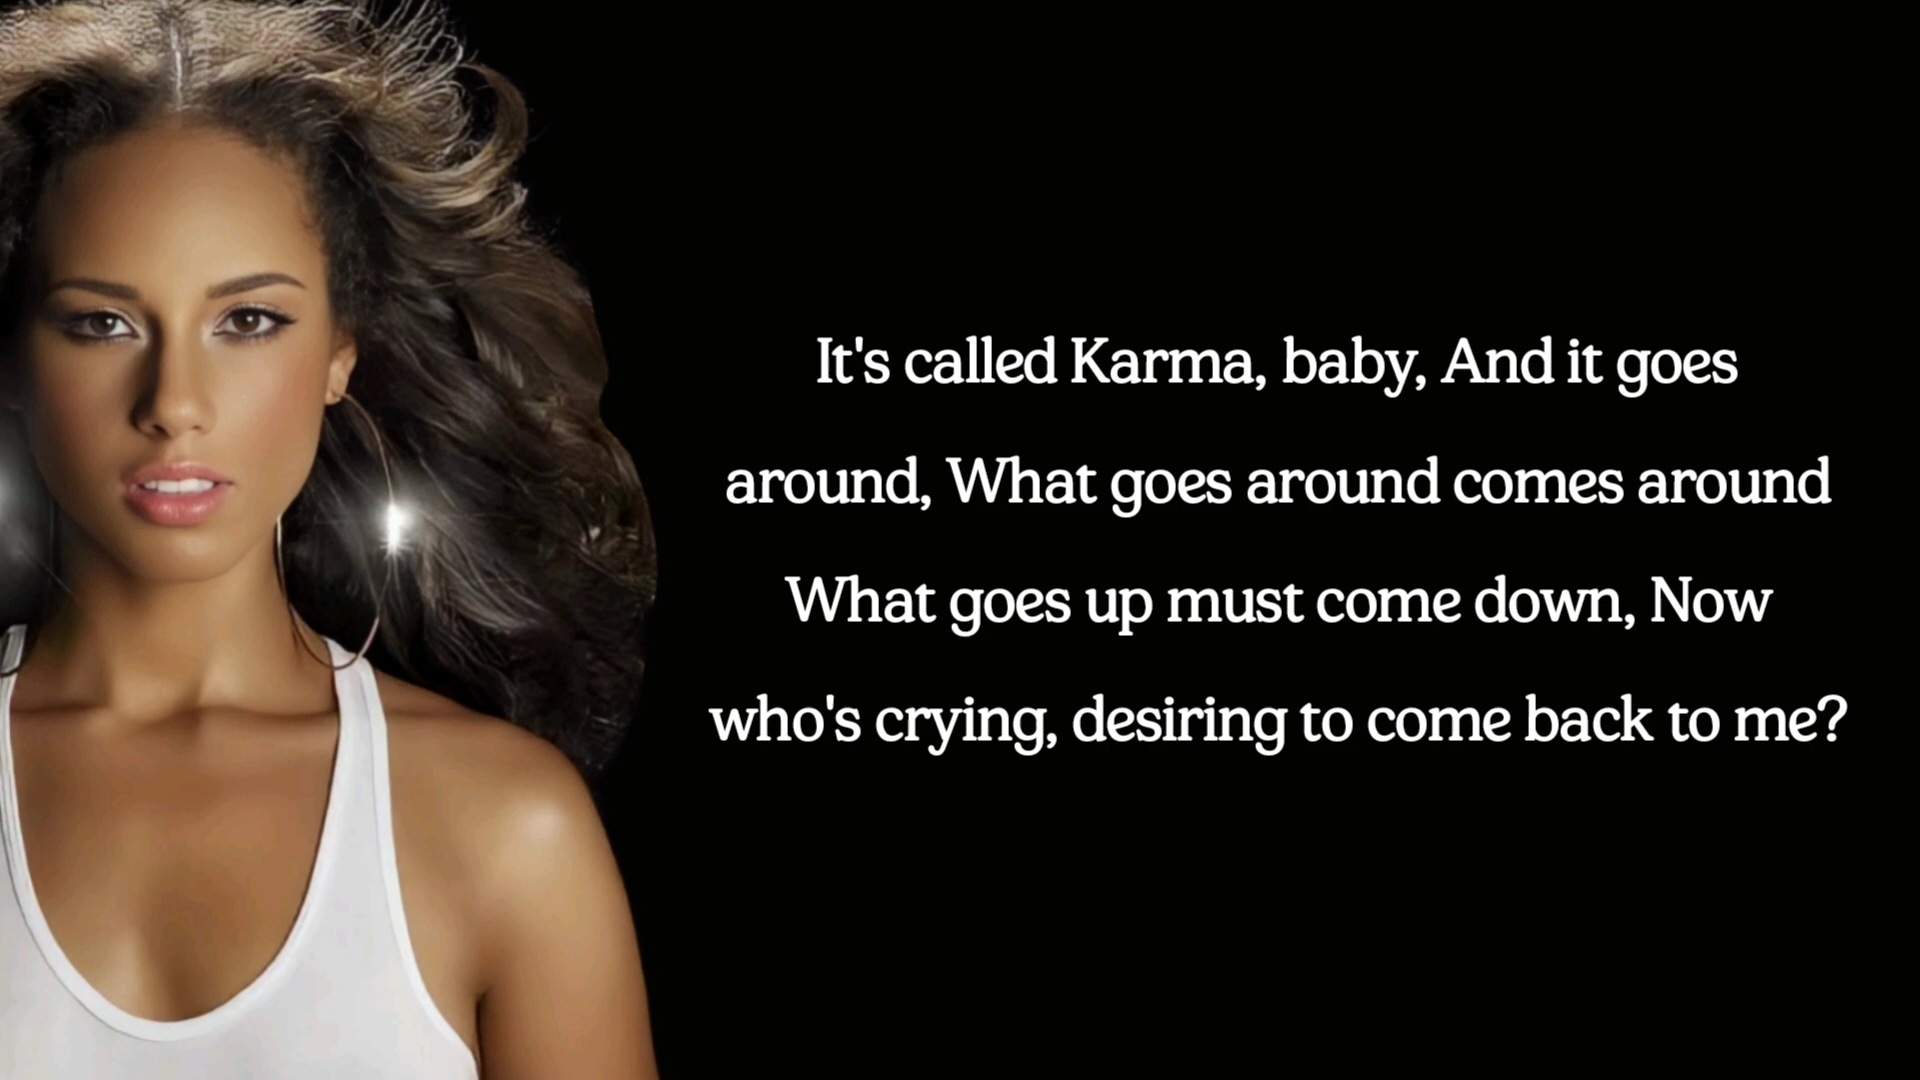 It's called Karma, baby, And it goes
around, What goes around comes around
What goes up must come down, Now
who's crying, desiring to come back to me?